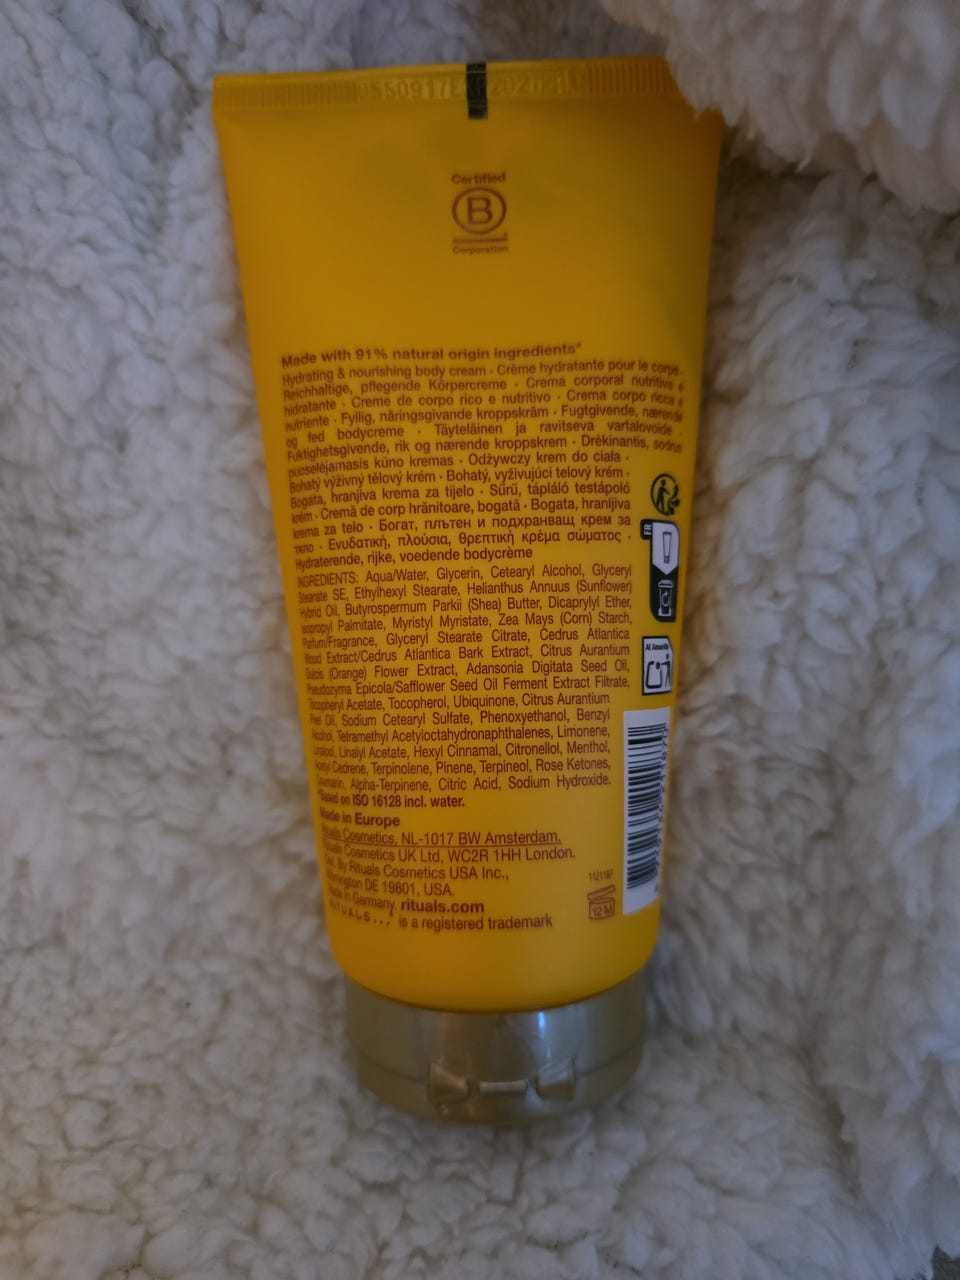 Certified
B
Corporation
Made with 91% natural origin ingredients*
Hydrating & nourishing body cream · Crème hydratante pour le corps ·
Reichhaltige, pflegende Körpercreme · Crema corporal nutritiva e
hidratante · Creme de corpo rico e nutritivo · Crema corpo ricca e
nutriente · Fyllig, näringsgivande kroppskräm · Fugtgivende, nærende
og fed bodycreme · Täyteläinen ja ravitseva vartalovoide ·
Fuktighetsgivende, rik og nærende kroppskrem · Drėkinantis, sodrus
puoselėjamasis kūno kremas · Odżywczy krem do ciała ·
Bohatý výživný tělový krém · Bohatý, vyživujúci telový krém ·
Bogata, hranjiva krema za tijelo · Sűrű, tápláló testápoló
krém · Cremă de corp hrănitoare, bogată · Bogata, hranljiva
krema za telo · Богат, плътен и подхранващ крем за
тяло · Ενυδατική, πλούσια, θρεπτική κρέμα σώματος ·
Hydraterende, rijke, voedende bodycrème
INGREDIENTS: Aqua/Water, Glycerin, Cetearyl Alcohol, Glyceryl
Stearate SE, Ethylhexyl Stearate, Helianthus Annuus (Sunflower)
Hybrid Oil, Butyrospermum Parkii (Shea) Butter, Dicaprylyl Ether,
Isopropyl Palmitate, Myristyl Myristate, Zea Mays (Corn) Starch,
Parfum/Fragrance, Glyceryl Stearate Citrate, Cedrus Atlantica
Wood Extract/Cedrus Atlantica Bark Extract, Citrus Aurantium
Dulcis (Orange) Flower Extract, Adansonia Digitata Seed Oil,
Pseudozyma Epicola/Safflower Seed Oil Ferment Extract Filtrate,
Tocopheryl Acetate, Tocopherol, Ubiquinone, Citrus Aurantium
Peel Oil, Sodium Cetearyl Sulfate, Phenoxyethanol, Benzyl
Alcohol, Tetramethyl Acetyloctahydronaphthalenes, Limonene,
Linalool, Linalyl Acetate, Hexyl Cinnamal, Citronellol, Menthol,
Acetyl Cedrene, Terpinolene, Pinene, Terpineol, Rose Ketones,
Coumarin, Alpha-Terpinene, Citric Acid, Sodium Hydroxide.
*Based on ISO 16128 incl. water.
Made in Europe
Rituals Cosmetics, NL-1017 BW Amsterdam.
Rituals Cosmetics UK Ltd, WC2R 1HH London.
Dist. By Rituals Cosmetics USA Inc.,
Wilmington DE 19801, USA.
Made in Germany. rituals.com
RITUALS... is a registered trademark
FR
Al Amarillo
1121167
12 M